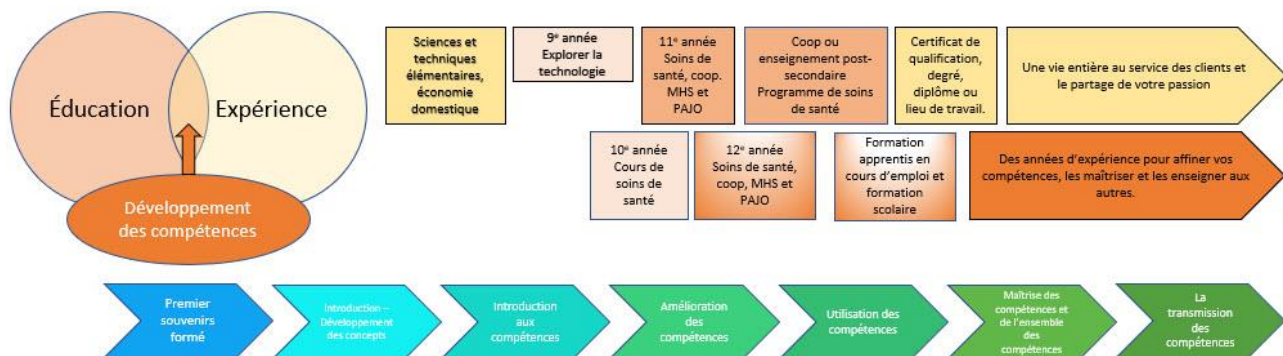 Éducation
Expérience
Développement
des compétences
Sciences et
techniques
élémentaires,
économie
domestique
9e année
Explorer la
technologie
11e année
Soins de
santé, coop.
MHS et
PAJO
Coop ou
enseignement post-
secondaire
Programme de soins
de santé
Certificat de
qualification,
degré,
diplôme ou
lieu de travail.
Une vie entière au service des clients et
le partage de votre passion
10e année
Cours de
soins de
santé
12e année
Soins de santé,
coop, MHS et
PAJO
Formation
apprentis en
cours d'emploi et
formation
scolaire
Des années d'expérience pour affiner vos
compétences, les maîtriser et les enseigner aux
autres.
Premier
souvenirs
formé
Introduction –
Développement
des concepts
Introduction
aux
compétences
Amélioration
des
compétences
Utilisation des
compétences
Maîtrise des
compétences et
de l'ensemble
des
compétences
La
transmission
des
compétences